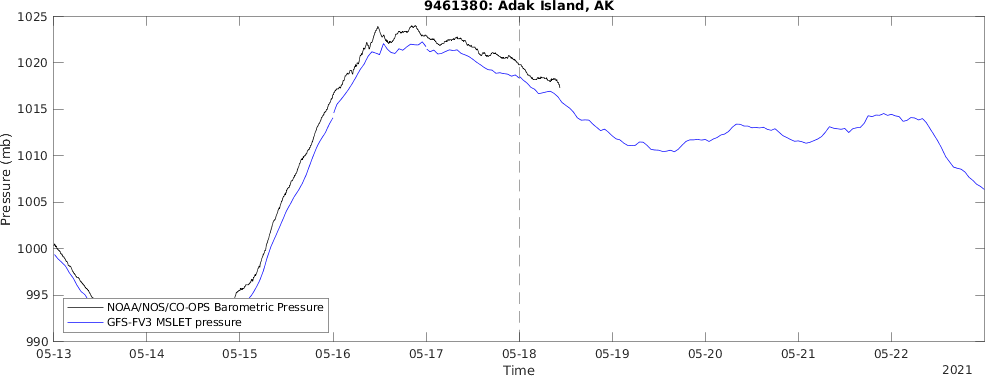 9461380: Adak Island, AK
1025
1020
1015
1010
1005
1000
995
990
Pressure (mb)
NOAA/NOS/CO-OPS Barometric Pressure
GFS-FV3 MSLET pressure
05-13 05-14 05-15 05-16 05-17 05-18 05-19 05-20 05-21 05-22
Time
2021